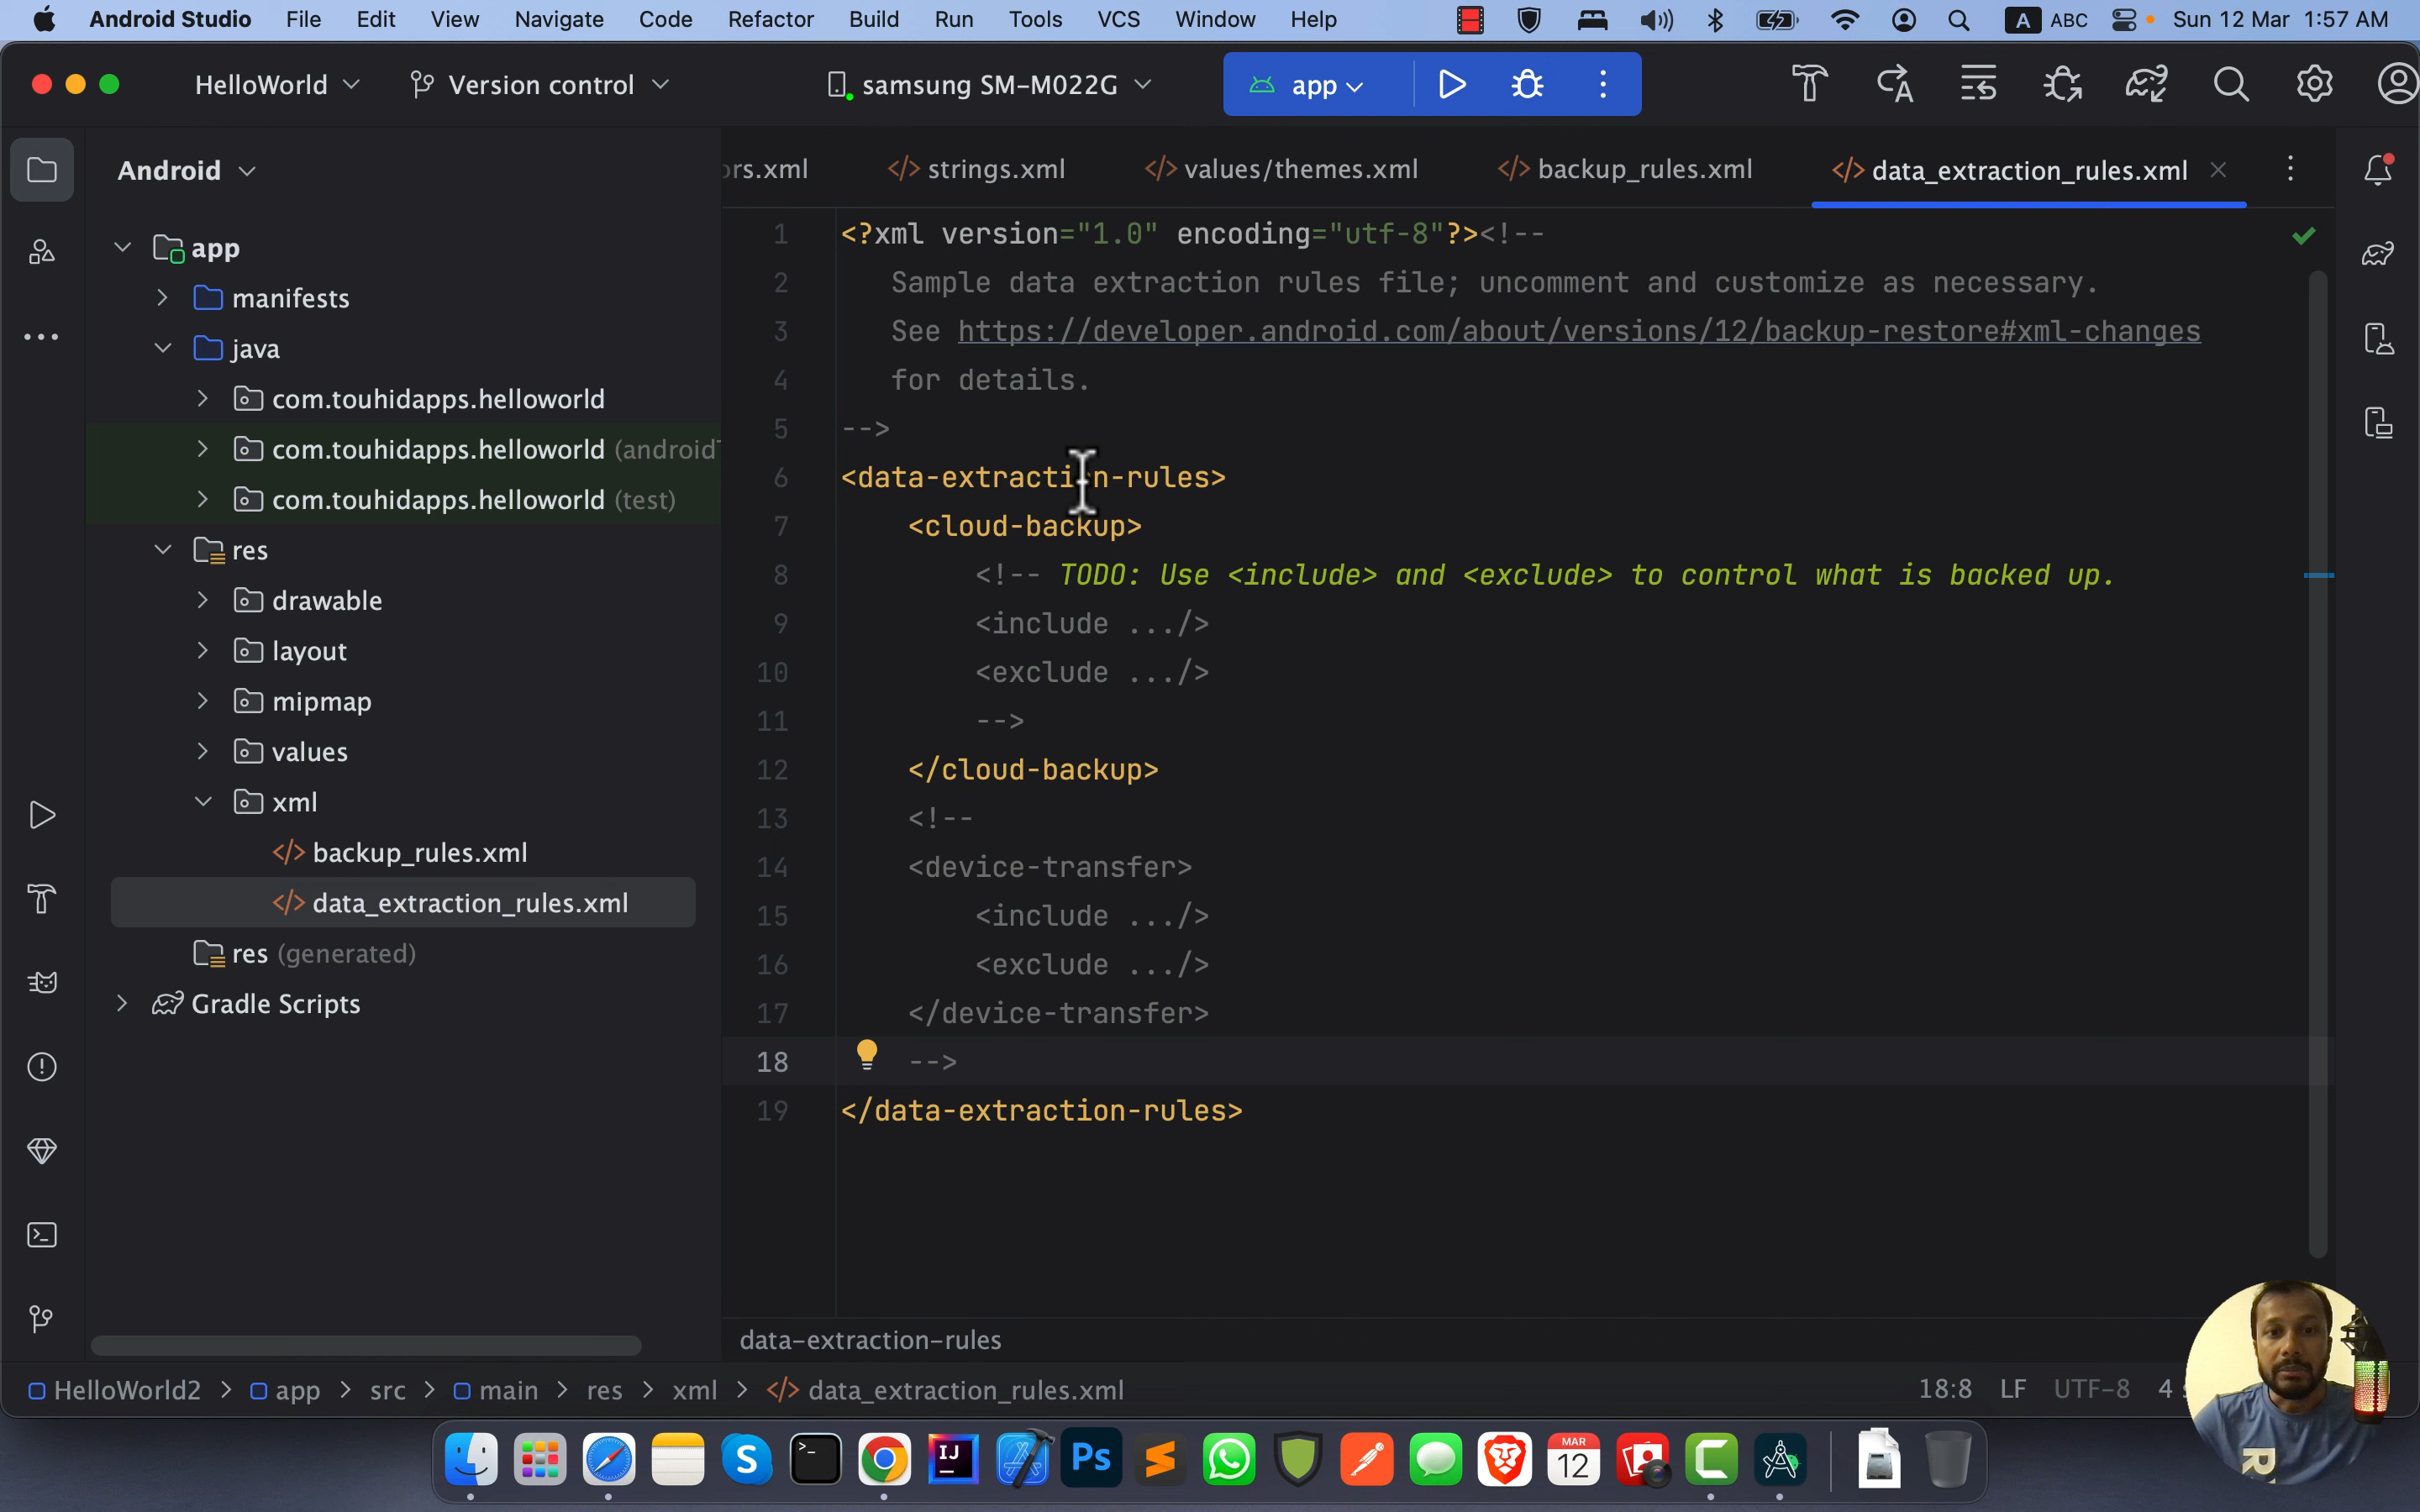 Android Studio File Edit View Navigate Code Refactor Build Run Tools VCS Window Help A ABC Sun 12 Mar 1:57 AM
HelloWorld Version control samsung SM-M022G app
Android
ors.xml </> strings.xml </> values/themes.xml </> backup_rules.xml </> data_extraction_rules.xml
app
manifests
java
com.touhidapps.helloworld
com.touhidapps.helloworld (androidT
com.touhidapps.helloworld (test)
res
drawable
layout
mipmap
values
xml
</> backup_rules.xml
</> data_extraction_rules.xml
res (generated)
Gradle Scripts
1 <?xml version="1.0" encoding="utf-8"?><!--
2 Sample data extraction rules file; uncomment and customize as necessary.
3 See https://developer.android.com/about/versions/12/backup-restore#xml-changes
4 for details.
5 -->
6 <data-extraction-rules>
7 <cloud-backup>
8 <!-- TODO: Use <include> and <exclude> to control what is backed up.
9 <include .../>
10 <exclude .../>
11 -->
12 </cloud-backup>
13 <!--
14 <device-transfer>
15 <include .../>
16 <exclude .../>
17 </device-transfer>
18 -->
19 </data-extraction-rules>
data-extraction-rules
HelloWorld2 > app > src > main > res > xml > </> data_extraction_rules.xml 18:8 LF UTF-8 4 s
S >_ IJ Ps MAR 12 C
R